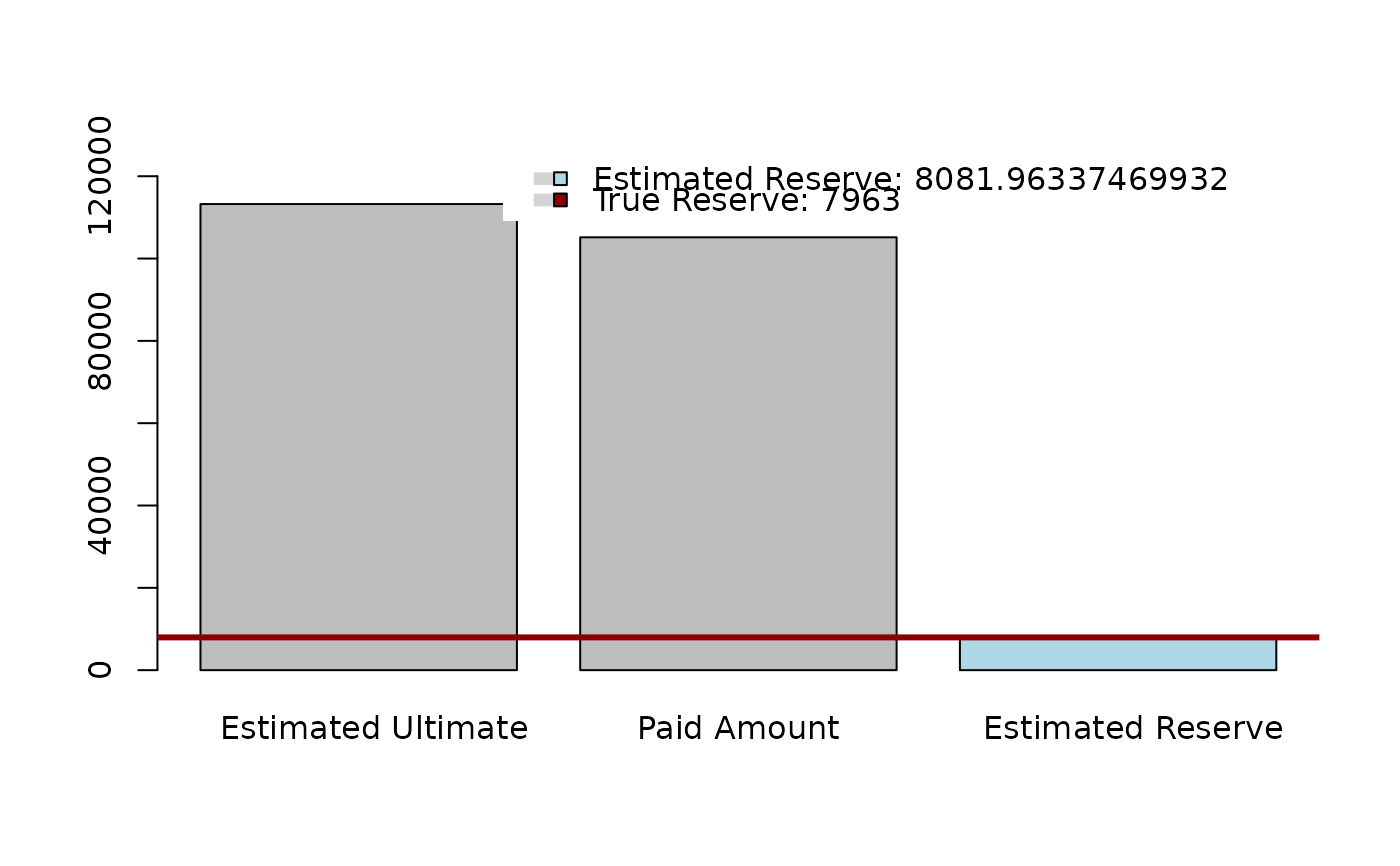 120000
80000
40000
0
Estimated Reserve: 8081.96337469932
True Reserve: 7963
Estimated Ultimate
Paid Amount
Estimated Reserve